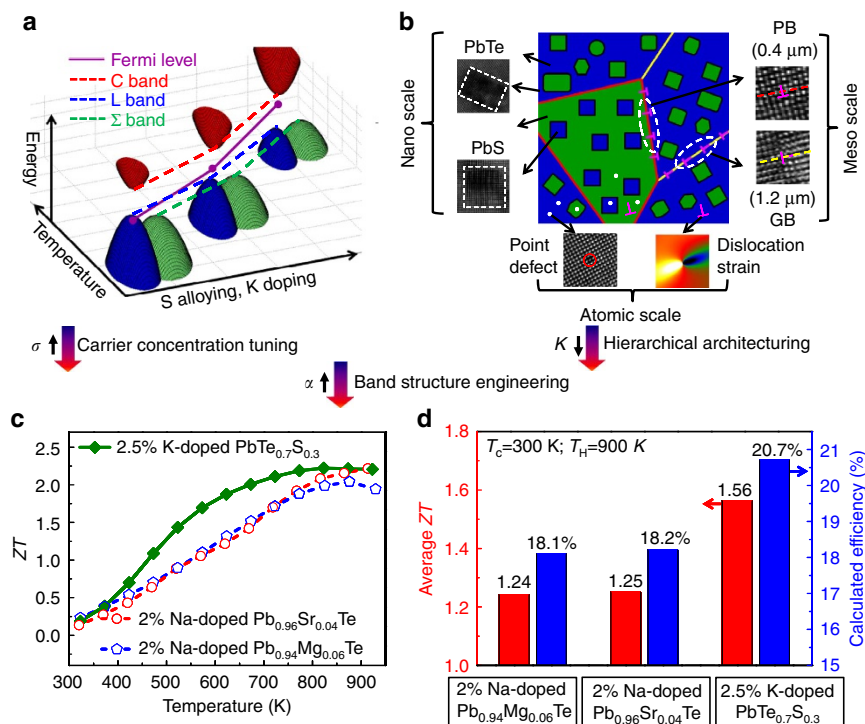 a
Fermi level
C band
L band
Σ band
Energy
Temperature
S alloying, K doping
b
PbTe
PbS
Nano scale
PB
(0.4 μm)
(1.2 μm)
GB
Meso scale
Point
defect
Dislocation
strain
Atomic scale
σ
Carrier concentration tuning
K
Hierarchical architecturing
α
Band structure engineering
c
2.5% K-doped PbTe0.7S0.3
2% Na-doped Pb0.96Sr0.04Te
2% Na-doped Pb0.94Mg0.06Te
ZT
2.5
2.0
1.5
1.0
0.5
0.0
300 400 500 600 700 800 900
Temperature (K)
d
Tc=300 K; TH=900 K
Average ZT
1.8
1.6
1.4
1.2
1.0
1.24
18.1%
1.25
18.2%
1.56
20.7%
21
20
19
18
17
16
15
Calculated efficiency (%)
2% Na-doped
Pb0.94Mg0.06Te
2% Na-doped
Pb0.96Sr0.04Te
2.5% K-doped
PbTe0.7S0.3